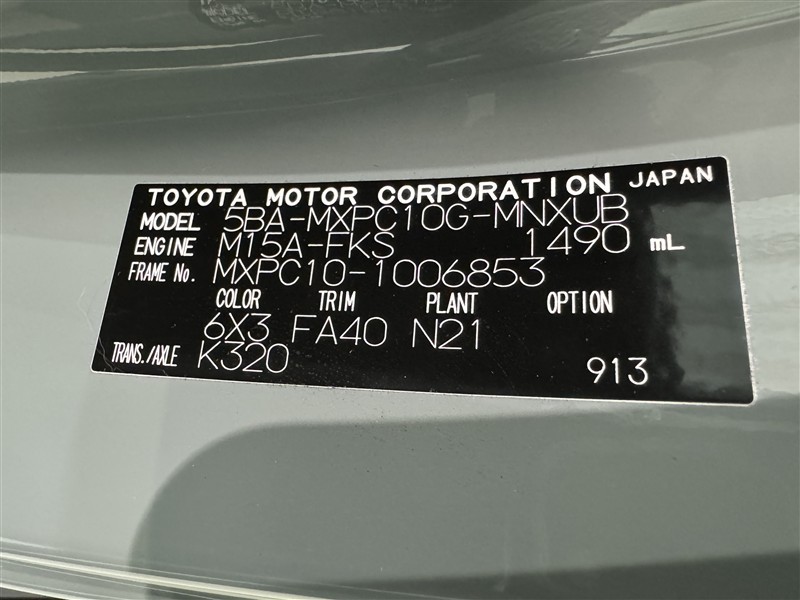 TOYOTA MOTOR CORPORATION JAPAN
MODEL 5BA-MXPC10G-MNXUB
ENGINE M15A-FKS 1490 mL
FRAME No. MXPC10-1006853
COLOR TRIM PLANT OPTION
6X3 FA40 N21
TRANS./AXLE K320 913